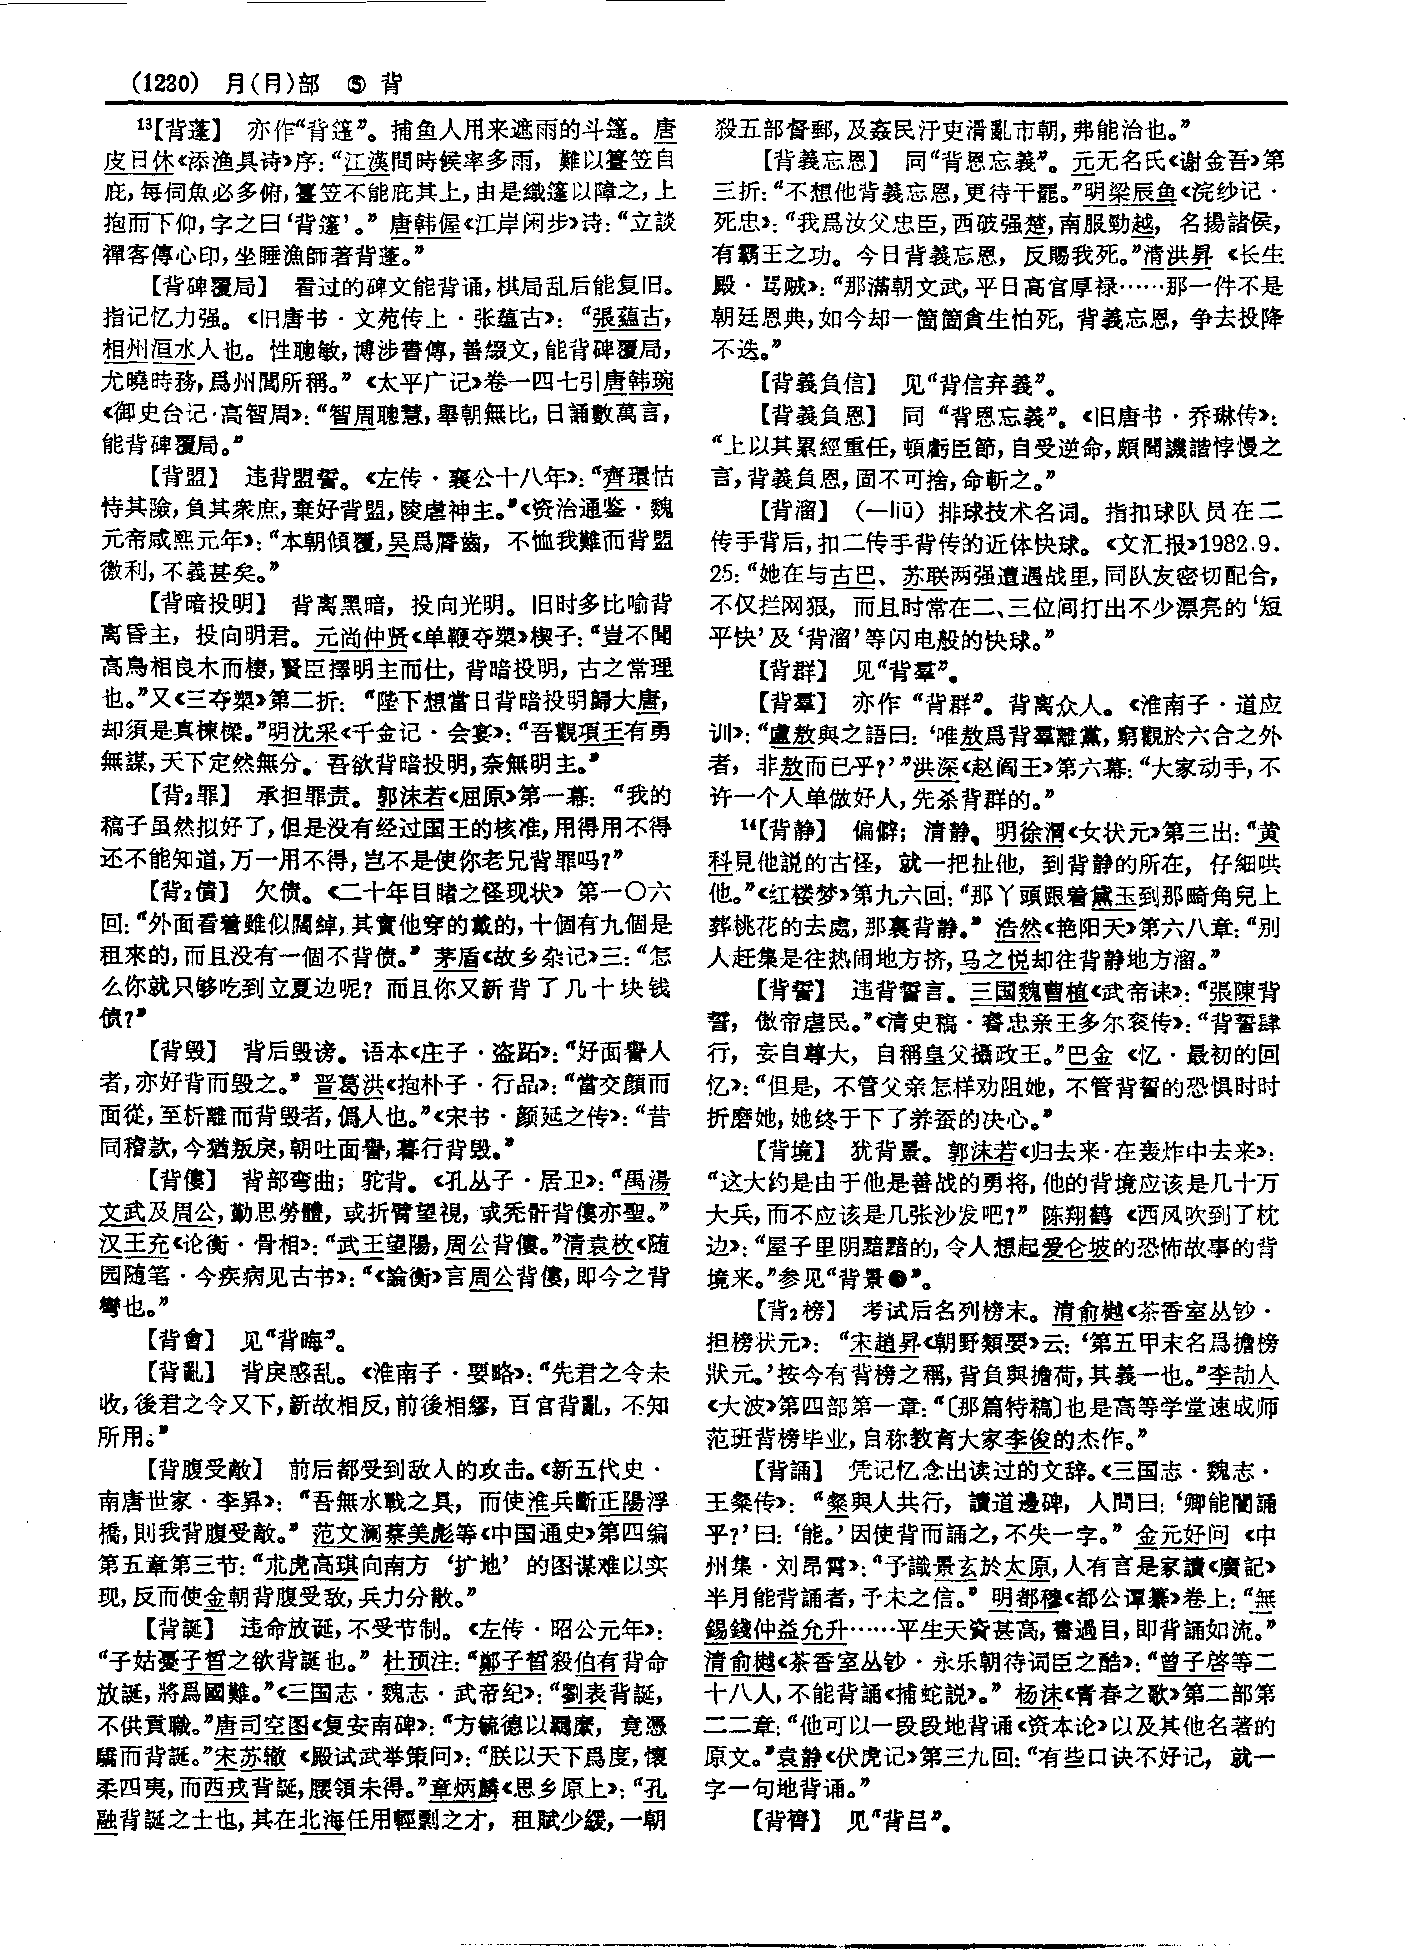 (1230) 月(月)部 ⑤ 背
¹³【背蓬】 亦作“背篷”。捕鱼人用来遮雨的斗篷。唐
皮日休《添渔具诗》序：“江漢間時候率多雨，難以簦笠自
庇，每伺魚必多俯，簦笠不能庇其上，由是織篷以障之，上
抱而下仰，字之曰‘背篷’。”唐韩偓《江岸闲步》诗：“立談
禪客傳心印，坐睡漁師著背蓬。”
【背碑覆局】 看过的碑文能背诵，棋局乱后能复旧。
指记忆力强。《旧唐书·文苑传上·张蕴古》：“張藴古，
相州洹水人也。性聰敏，博涉書傳，善缀文，能背碑覆局，
尤曉時務，爲州閭所稱。”《太平广记》卷一四七引唐韩琬
《御史台记·高智周》：“智周聰慧，舉朝無比，日誦數萬言，
能背碑覆局。”
【背盟】 违背盟誓。《左传·襄公十八年》：“齊環怙
恃其險，負其衆庶，棄好背盟，陵虐神主。”《资治通鉴·魏
元帝咸熙元年》：“本朝傾覆，吴爲脣齒，不恤我難而背盟
徼利，不義甚矣。”
【背暗投明】 背离黑暗，投向光明。旧时多比喻背
离昏主，投向明君。元尚仲贤《单鞭夺槊》楔子：“豈不聞
高鳥相良木而棲，賢臣擇明主而仕，背暗投明，古之常理
也。”又《三夺槊》第二折：“陛下想當日背暗投明歸大唐，
却須是真棟樑。”明沈采《千金记·会宴》：“吾觀項王有勇
無謀，天下定然無分。吾欲背暗投明，奈無明主。”
【背₂罪】 承担罪责。郭沫若《屈原》第一幕：“我的
稿子虽然拟好了，但是没有经过国王的核准，用得用不得
还不能知道，万一用不得，岂不是使你老兄背罪吗？”
【背₂債】 欠债。《二十年目睹之怪现状》第一〇六
回：“外面看着雖似闊綽，其實他穿的戴的，十個有九個是
租來的，而且没有一個不背债。”茅盾《故乡杂记》三：“怎
么你就只够吃到立夏边呢？而且你又新背了几十块钱
债？”
【背毁】 背后毁谤。语本《庄子·盗跖》：“好面譽人
者，亦好背而毁之。”晋葛洪《抱朴子·行品》：“當交顔而
面從，至析離而背毁者，僞人也。”《宋书·颜延之传》：“昔
同稽款，今猶叛戾，朝吐面譽，暮行背毁。”
【背僂】 背部弯曲；驼背。《孔丛子·居卫》：“禹湯
文武及周公，勤思勞體，或折臂望視，或秃骭背僂亦聖。”
汉王充《论衡·骨相》：“武王望陽，周公背僂。”清袁枚《随
园随笔·今疾病见古书》：“《論衡》言周公背僂，即今之背
彎也。”
【背會】 见“背晦”。
【背亂】 背戾惑乱。《淮南子·要略》：“先君之令未
收，後君之令又下，新故相反，前後相繆，百官背亂，不知
所用。”
【背腹受敵】 前后都受到敌人的攻击。《新五代史·
南唐世家·李昪》：“吾無水戰之具，而使淮兵斷正陽浮
橋，則我背腹受敵。”范文澜蔡美彪等《中国通史》第四编
第五章第三节：“朮虎高琪向南方‘扩地’的图谋难以实
现，反而使金朝背腹受敌，兵力分散。”
【背誕】 违命放诞，不受节制。《左传·昭公元年》：
“子姑憂子晳之欲背誕也。”杜预注：“鄭子晳殺伯有背命
放誕，將爲國難。”《三国志·魏志·武帝纪》：“劉表背誕，
不供貢職。”唐司空图《复安南碑》：“方毓德以羈縻，竟憑
驕而背誕。”宋苏辙《殿试武举策问》：“朕以天下爲度，懷
柔四夷，而西戎背誕，腰領未得。”章炳麟《思乡原上》：“孔
融背誕之士也，其在北海任用輕剽之才，租賦少緩，一朝
殺五部督郵，及姦民汙吏滑亂市朝，弗能治也。”
【背義忘恩】 同“背恩忘義”。元无名氏《谢金吾》第
三折：“不想他背義忘恩，更待干罷。”明梁辰鱼《浣纱记·
死忠》：“我爲汝父忠臣，西破强楚，南服勁越，名揚諸侯，
有霸王之功。今日背義忘恩，反賜我死。”清洪昇《长生
殿·骂贼》：“那滿朝文武，平日高官厚禄……那一件不是
朝廷恩典，如今却一箇箇貪生怕死，背義忘恩，争去投降
不迭。”
【背義負信】 见“背信弃義”。
【背義負恩】 同“背恩忘義”。《旧唐书·乔琳传》：
“上以其累經重任，頓虧臣節，自受逆命，頗聞譏諧悖慢之
言，背義負恩，固不可捨，命斬之。”
【背溜】 (—liū) 排球技术名词。指扣球队员在二
传手背后，扣二传手背传的近体快球。《文汇报》1982.9.
25：“她在与古巴、苏联两强遭遇战里，同队友密切配合，
不仅拦网狠，而且时常在二、三位间打出不少漂亮的‘短
平快’及‘背溜’等闪电般的快球。”
【背群】 见“背羣”。
【背羣】 亦作“背群”。背离众人。《淮南子·道应
训》：“盧敖與之語曰：‘唯敖爲背羣離黨，窮觀於六合之外
者，非敖而已乎？’”洪深《赵阎王》第六幕：“大家动手，不
许一个人单做好人，先杀背群的。”
¹⁴【背静】 偏僻；清静。明徐渭《女状元》第三出：“黄
科見他説的古怪，就一把扯他，到背静的所在，仔細哄
他。”《红楼梦》第九六回：“那丫頭跟着黛玉到那畸角兒上
葬桃花的去處，那裏背静。”浩然《艳阳天》第六八章：“别
人赶集是往热闹地方挤，马之悦却往背静地方溜。”
【背誓】 违背誓言。三国魏曹植《武帝诔》：“張陳背
誓，傲帝虐民。”《清史稿·睿忠亲王多尔衮传》：“背誓肆
行，妄自尊大，自稱皇父攝政王。”巴金《忆·最初的回
忆》：“但是，不管父亲怎样劝阻她，不管背誓的恐惧时时
折磨她，她终于下了养蚕的决心。”
【背境】 犹背景。郭沫若《归去来·在轰炸中去来》：
“这大约是由于他是善战的勇将，他的背境应该是几十万
大兵，而不应该是几张沙发吧？”陈翔鹤《西风吹到了枕
边》：“屋子里阴黯黯的，令人想起爱仑坡的恐怖故事的背
境来。”参见“背景❶”。
【背₂榜】 考试后名列榜末。清俞樾《茶香室丛钞·
担榜状元》：“宋趙昇《朝野類要》云：‘第五甲末名爲擔榜
狀元。’按今有背榜之稱，背負與擔荷，其義一也。”李劼人
《大波》第四部第一章：“〔那篇特稿〕也是高等学堂速成师
范班背榜毕业，自称教育大家李俊的杰作。”
【背誦】 凭记忆念出读过的文辞。《三国志·魏志·
王粲传》：“粲與人共行，讀道邊碑，人問曰：‘卿能闇誦
乎？’曰：‘能。’因使背而誦之，不失一字。”金元好问《中
州集·刘昂霄》：“予識景玄於太原，人有言是家讀《廣記》
半月能背誦者，予未之信。”明都穆《都公谭纂》卷上：“無
錫錢仲益允升……平生天資甚高，書過目，即背誦如流。”
清俞樾《茶香室丛钞·永乐朝待词臣之酷》：“曾子啓等二
十八人，不能背誦《捕蛇説》。”杨沫《青春之歌》第二部第
二二章：“他可以一段段地背诵《资本论》以及其他名著的
原文。”袁静《伏虎记》第三九回：“有些口诀不好记，就一
字一句地背诵。”
【背膂】 见“背吕”。